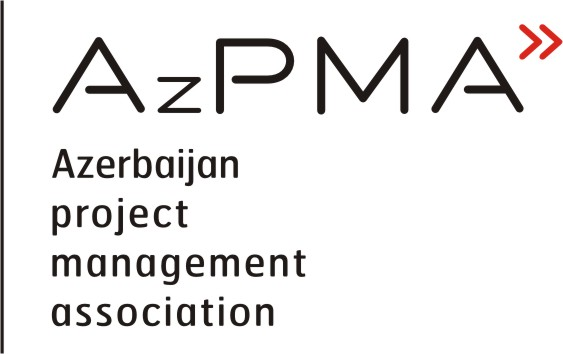 AzPMA
Azerbaijan
project
management
association